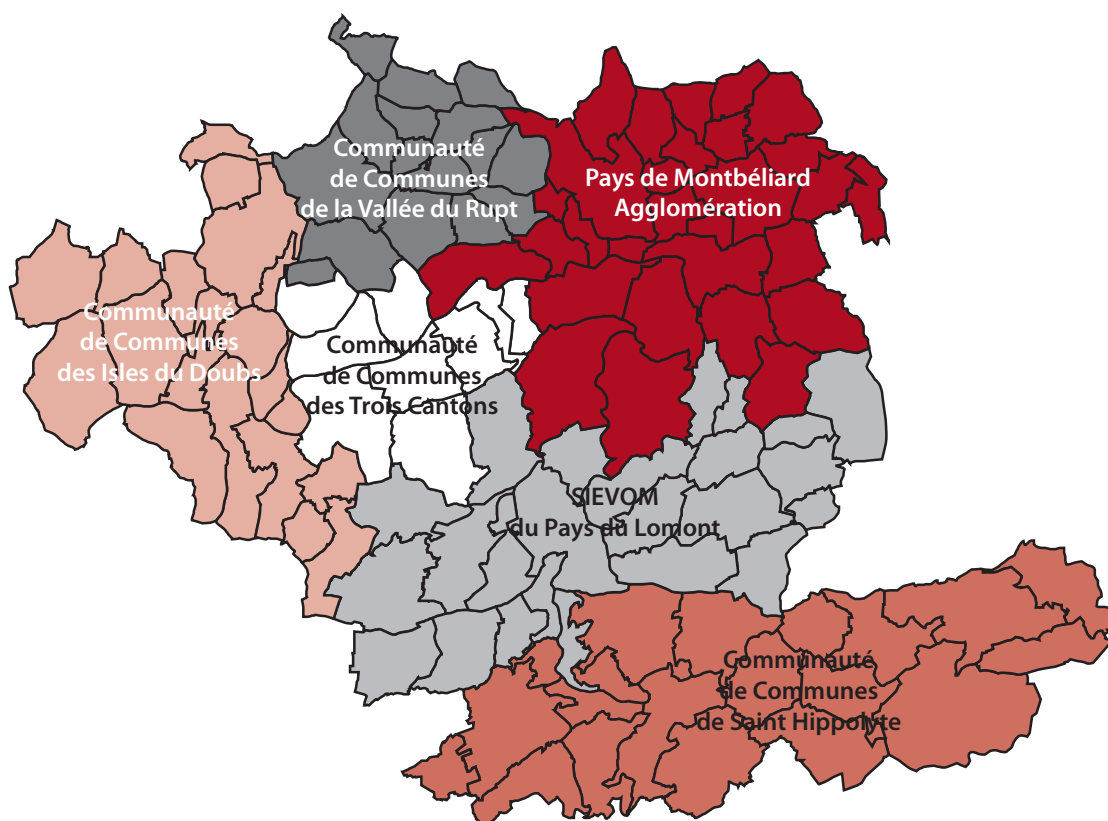 Communauté
de Communes
de la Vallée du Rupt
Pays de Montbéliard
Agglomération
Communauté
de Communes
des Isles du Doubs
Communauté
de Communes
des Trois Cantons
SIEVOM
du Pays du Lomont
Communauté
de Communes
de Saint Hippolyte